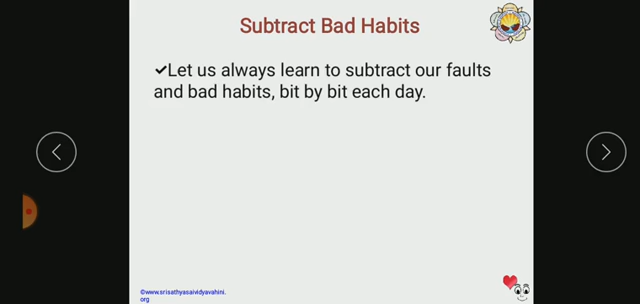 Subtract Bad Habits
✓Let us always learn to subtract our faults
and bad habits, bit by bit each day.
©www.srisathyasaividyavahini.
org